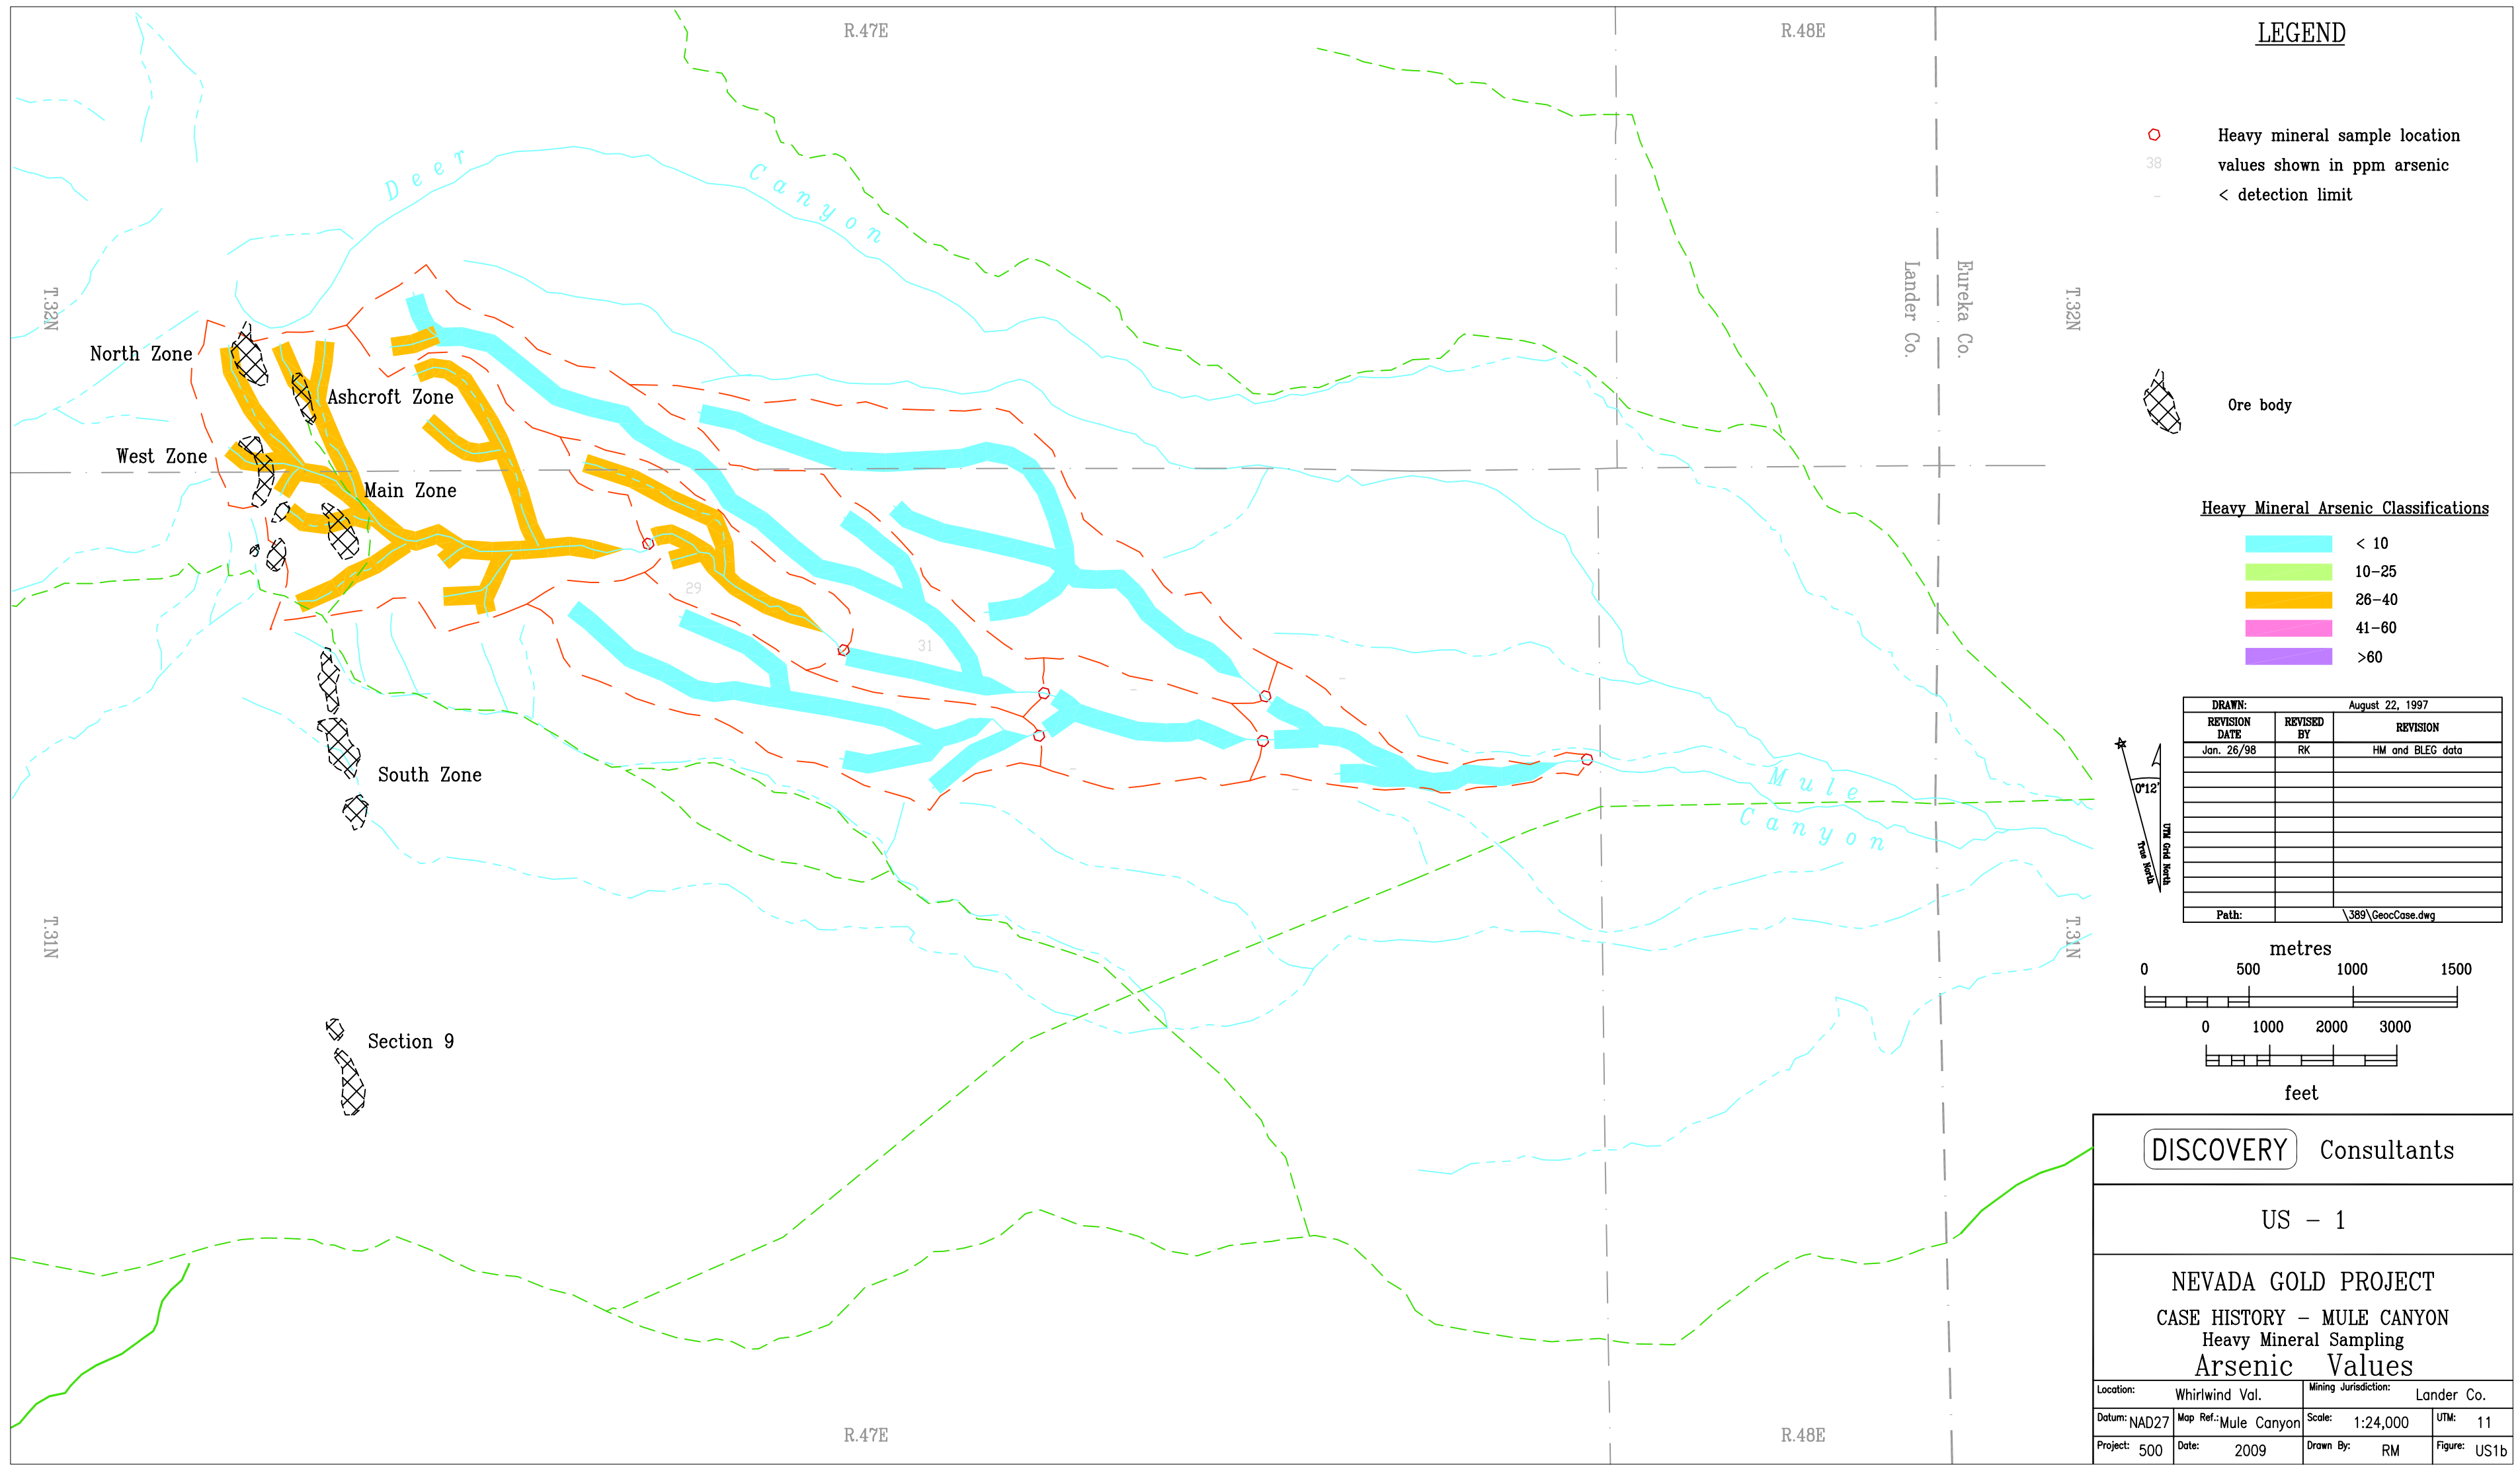 R.47E
R.48E
LEGEND
Heavy mineral sample location
38
values shown in ppm arsenic
-
< detection limit
Deer Canyon
T.32N
Lander Co.
Eureka Co.
T.32N
North Zone
Ashcroft Zone
West Zone
Main Zone
Ore body
Heavy Mineral Arsenic Classifications
< 10
10-25
26-40
41-60
>60
29
31
-
-
-
-
-
South Zone
Mule
Canyon
DRAWN: August 22, 1997
REVISION DATE
REVISED BY
REVISION
Jan. 26/98 RK HM and BLEG data
Path: \389\GeocCase.dwg
0°12'
True North
UTM Grid North
T.31N
T.31N
metres
0 500 1000 1500
0 1000 2000 3000
feet
Section 9
DISCOVERY Consultants
US - 1
NEVADA GOLD PROJECT
CASE HISTORY - MULE CANYON
Heavy Mineral Sampling
Arsenic Values
Location: Whirlwind Val. Mining Jurisdiction: Lander Co.
Datum: NAD27 Map Ref.: Mule Canyon Scale: 1:24,000 UTM: 11
Project: 500 Date: 2009 Drawn By: RM Figure: US1b
R.47E
R.48E